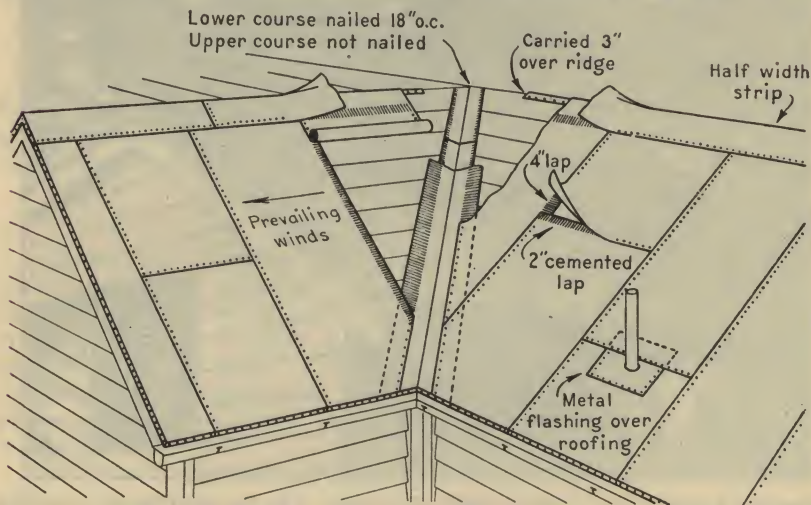 Lower course nailed 18" o.c.
Upper course not nailed
Carried 3"
over ridge
Half width
strip
4" lap
Prevailing
winds
2" cemented
lap
Metal
flashing over
roofing